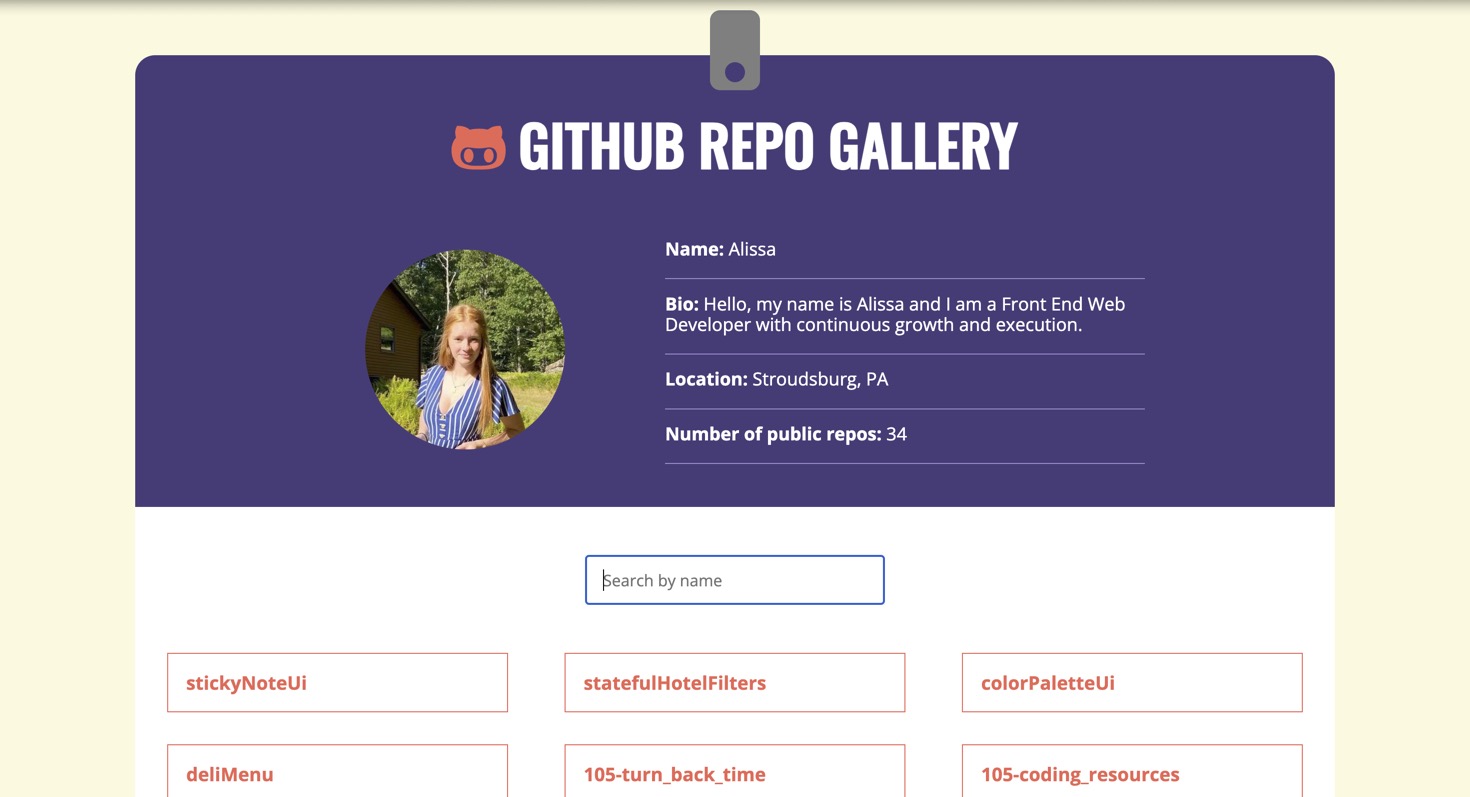 GITHUB REPO GALLERY
Name: Alissa
Bio: Hello, my name is Alissa and I am a Front End Web
Developer with continuous growth and execution.
Location: Stroudsburg, PA
Number of public repos: 34
Search by name
stickyNoteUi
statefulHotelFilters
colorPaletteUi
deliMenu
105-turn_back_time
105-coding_resources